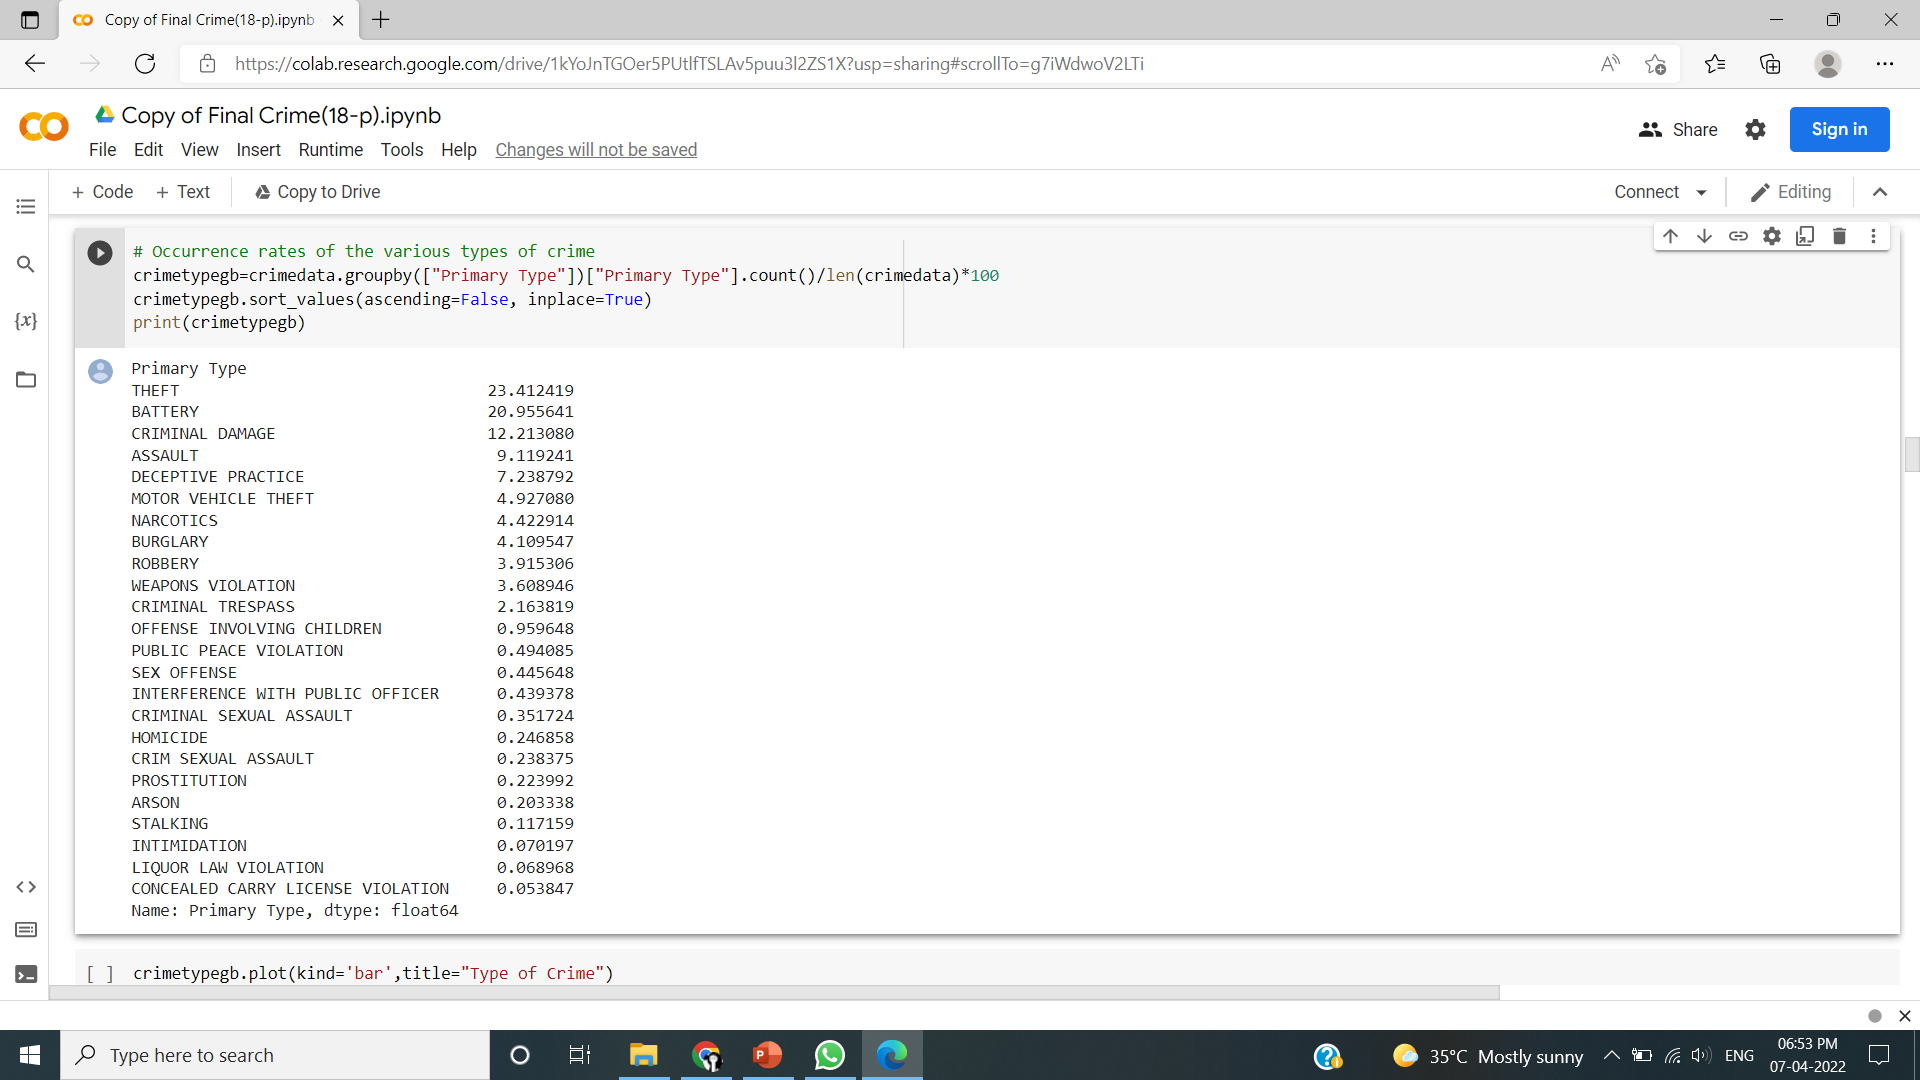 Copy of Final Crime(18-p).ipynb
https://colab.research.google.com/drive/1kYoJnTGOer5PUtlfTSLAv5puu3l2ZS1X?usp=sharing#scrollTo=g7iWdwoV2LTi
Copy of Final Crime(18-p).ipynb
File Edit View Insert Runtime Tools Help Changes will not be saved
Share
Sign in
+ Code + Text Copy to Drive
Connect Editing
# Occurrence rates of the various types of crime
crimetypegb=crimedata.groupby(["Primary Type"])["Primary Type"].count()/len(crimedata)*100
crimetypegb.sort_values(ascending=False, inplace=True)
print(crimetypegb)
Primary Type
THEFT 23.412419
BATTERY 20.955641
CRIMINAL DAMAGE 12.213080
ASSAULT 9.119241
DECEPTIVE PRACTICE 7.238792
MOTOR VEHICLE THEFT 4.927080
NARCOTICS 4.422914
BURGLARY 4.109547
ROBBERY 3.915306
WEAPONS VIOLATION 3.608946
CRIMINAL TRESPASS 2.163819
OFFENSE INVOLVING CHILDREN 0.959648
PUBLIC PEACE VIOLATION 0.494085
SEX OFFENSE 0.445648
INTERFERENCE WITH PUBLIC OFFICER 0.439378
CRIMINAL SEXUAL ASSAULT 0.351724
HOMICIDE 0.246858
CRIM SEXUAL ASSAULT 0.238375
PROSTITUTION 0.223992
ARSON 0.203338
STALKING 0.117159
INTIMIDATION 0.070197
LIQUOR LAW VIOLATION 0.068968
CONCEALED CARRY LICENSE VIOLATION 0.053847
Name: Primary Type, dtype: float64
[ ] crimetypegb.plot(kind='bar',title="Type of Crime")
Type here to search
35°C Mostly sunny
ENG
06:53 PM
07-04-2022